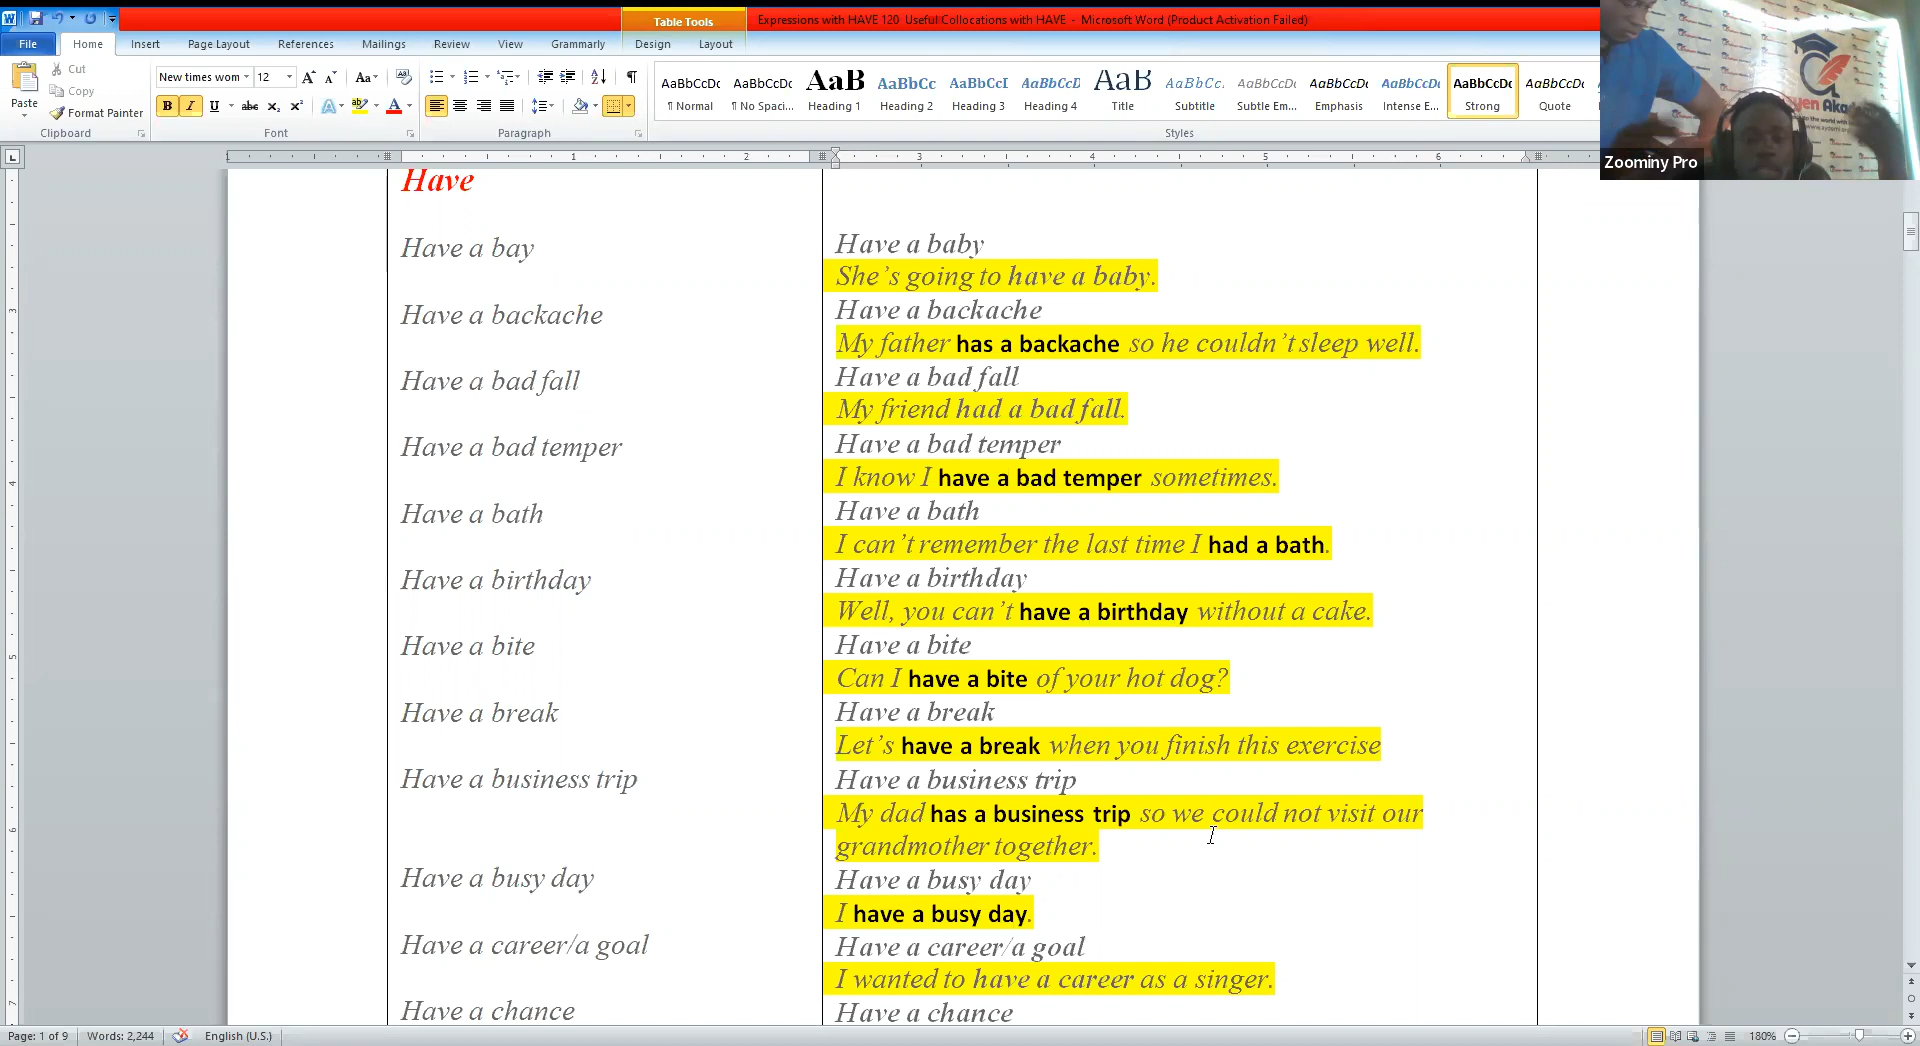 Table Tools
Expressions with HAVE 120 Useful Collocations with HAVE - Microsoft Word (Product Activation Failed)
File Home Insert Page Layout References Mailings Review View Grammarly Design Layout
Cut
Copy
Format Painter
Paste
New times wom 12
Clipboard Font Paragraph Styles
AaBbCcDc AaBbCcDc AaB AaBbCc AaBbCcI AaBbCcD AaB AaBbCc. AaBbCcDc AaBbCcDc AaBbCcDc AaBbCcDc AaBbCcDc
¶ Normal ¶ No Spaci... Heading 1 Heading 2 Heading 3 Heading 4 Title Subtitle Subtle Em... Emphasis Intense E... Strong Quote
Zoominy Pro
Have
Have a bay
Have a backache
Have a bad fall
Have a bad temper
Have a bath
Have a birthday
Have a bite
Have a break
Have a business trip
Have a busy day
Have a career/a goal
Have a chance
Have a baby
She’s going to have a baby.
Have a backache
My father has a backache so he couldn’t sleep well.
Have a bad fall
My friend had a bad fall.
Have a bad temper
I know I have a bad temper sometimes.
Have a bath
I can’t remember the last time I had a bath.
Have a birthday
Well, you can’t have a birthday without a cake.
Have a bite
Can I have a bite of your hot dog?
Have a break
Let’s have a break when you finish this exercise
Have a business trip
My dad has a business trip so we could not visit our
grandmother together.
Have a busy day
I have a busy day.
Have a career/a goal
I wanted to have a career as a singer.
Have a chance
Page: 1 of 9 Words: 2,244 English (U.S.) 180%